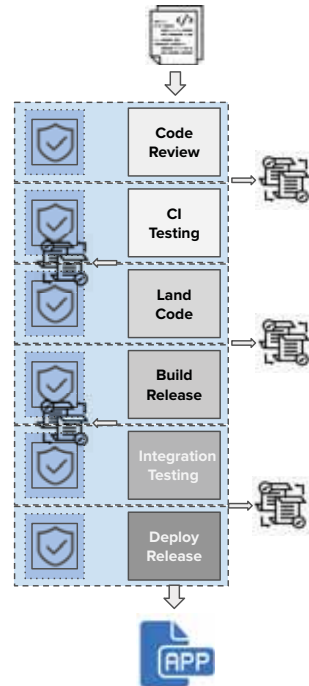 </>
Code
Review
CI
Testing
Land
Code
Build
Release
Integration
Testing
Deploy
Release
APP